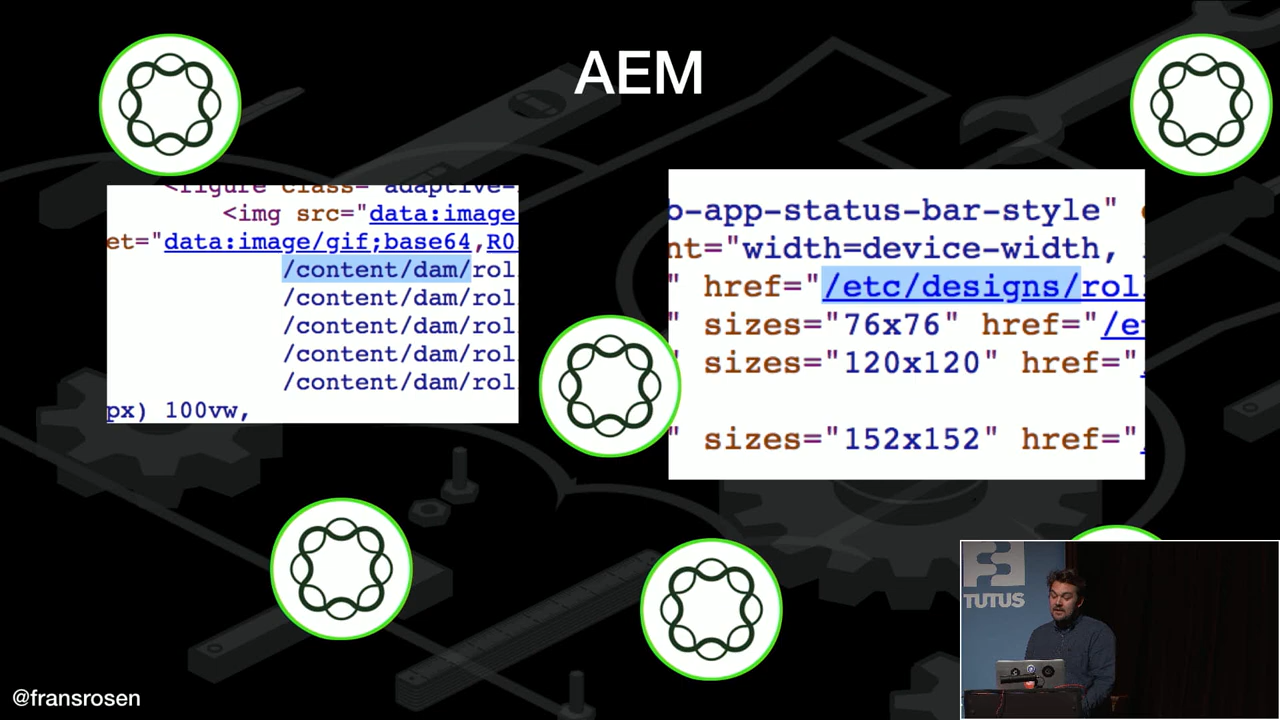 AEM
<figure class="adaptive-
<img src="data:image
et="data:image/gif;base64,R0
/content/dam/rol
/content/dam/rol
/content/dam/rol
/content/dam/rol
/content/dam/rol
px) 100vw,
b-app-status-bar-style"
nt="width=device-width,
" href="/etc/designs/rol
" sizes="76x76" href="/e
" sizes="120x120" href="
" sizes="152x152" href="
TUTUS
@fransrosen